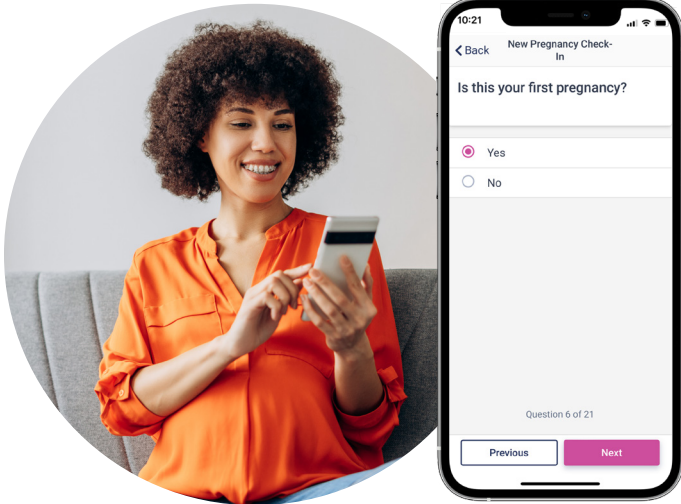 10:21
Back
New Pregnancy Check-
In
Is this your first pregnancy?
Yes
No
Question 6 of 21
Previous
Next